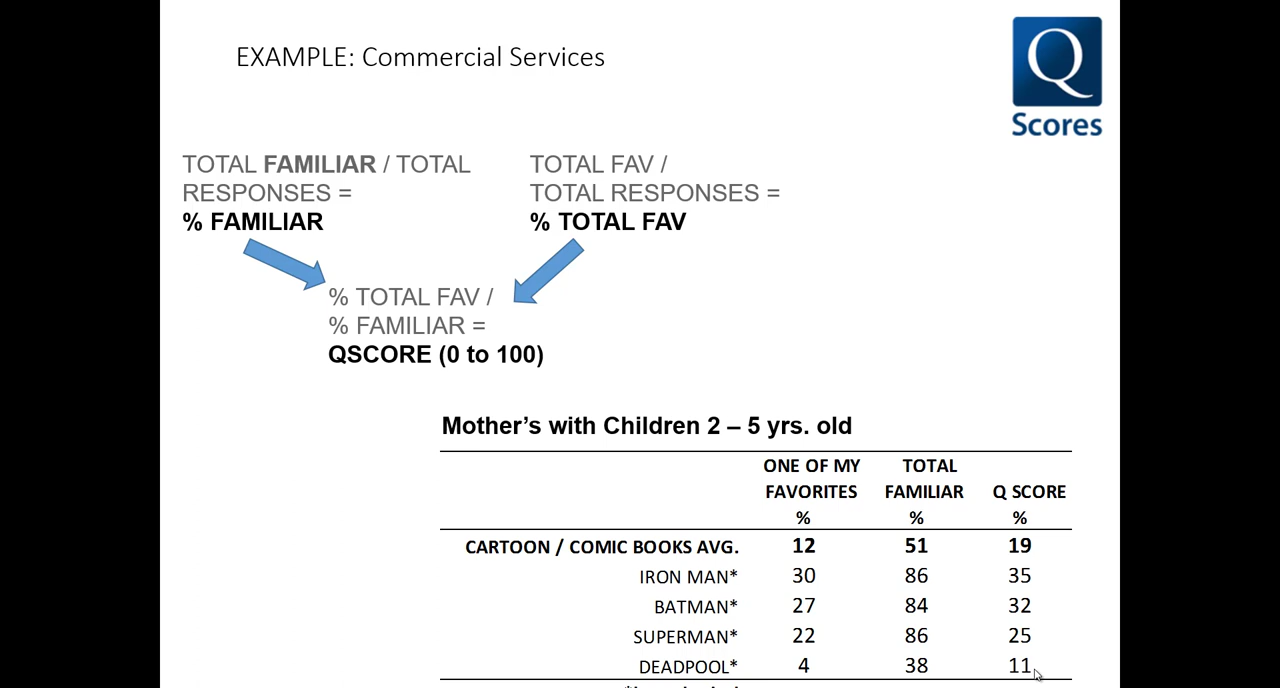 EXAMPLE: Commercial Services
Q
Scores
TOTAL FAMILIAR / TOTAL
RESPONSES =
% FAMILIAR
TOTAL FAV /
TOTAL RESPONSES =
% TOTAL FAV
% TOTAL FAV /
% FAMILIAR =
QSCORE (0 to 100)
Mother's with Children 2 – 5 yrs. old
ONE OF MY TOTAL
FAVORITES FAMILIAR Q SCORE
% % %
CARTOON / COMIC BOOKS AVG. 12 51 19
IRON MAN* 30 86 35
BATMAN* 27 84 32
SUPERMAN* 22 86 25
DEADPOOL* 4 38 11